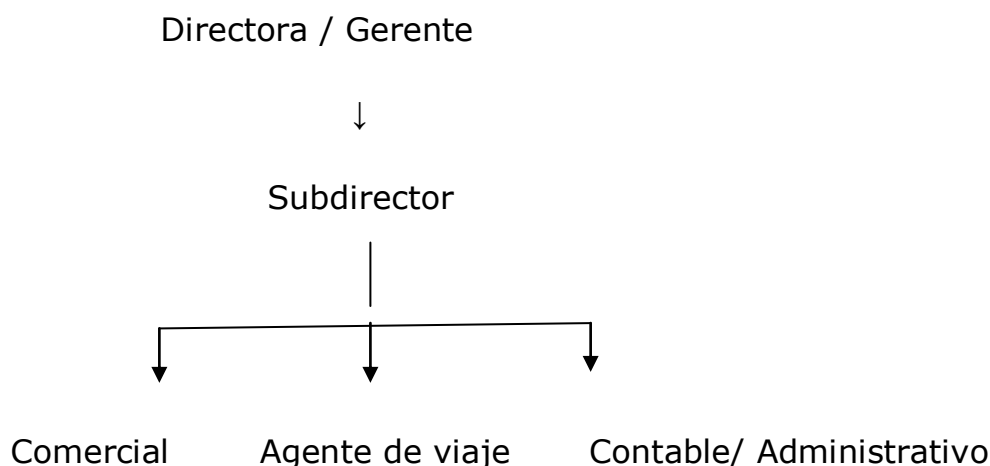 Directora / Gerente
↓
Subdirector
Comercial Agente de viaje Contable/ Administrativo